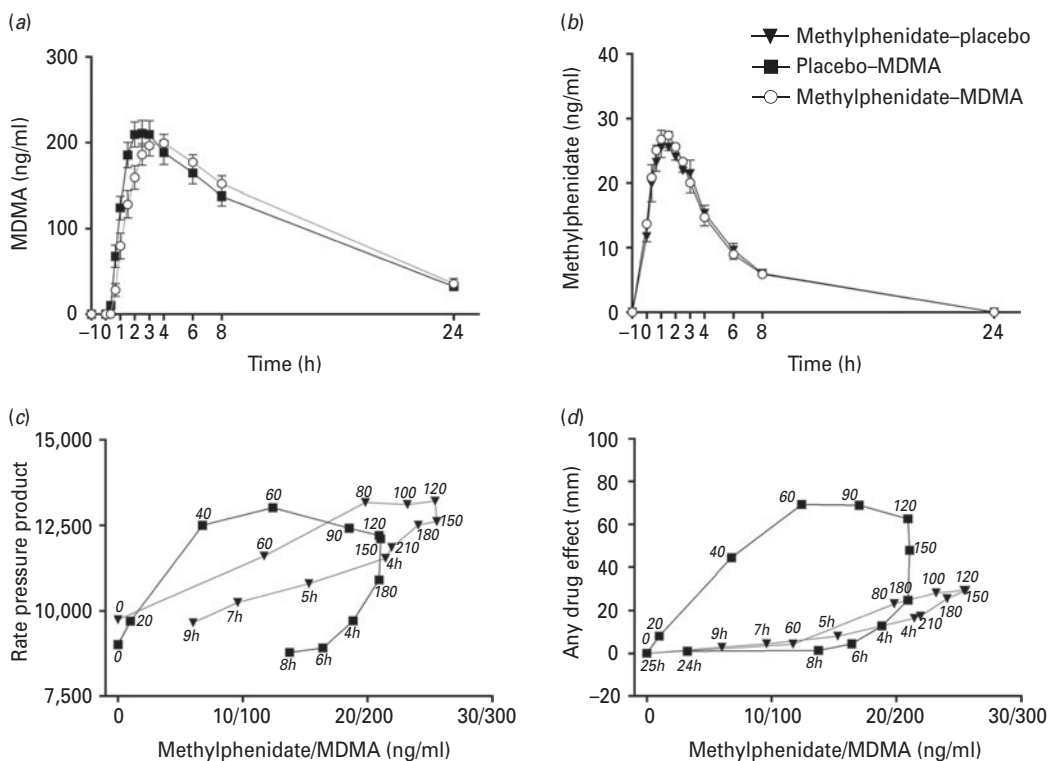 (a)
300
200
100
0
MDMA (ng/ml)
–10 1 2 3 4 6 8 24
Time (h)
(b)
Methylphenidate–placebo
Placebo–MDMA
Methylphenidate–MDMA
40
30
20
10
0
Methylphenidate (ng/ml)
–10 1 2 3 4 6 8 24
Time (h)
(c)
15,000
12,500
10,000
7,500
Rate pressure product
0
20
40
60
90
120
150
180
4h
6h
8h
0
60
80
100
120
150
180
210
4h
5h
7h
9h
0 10/100 20/200 30/300
Methylphenidate/MDMA (ng/ml)
(d)
100
80
60
40
20
0
–20
Any drug effect (mm)
0
20
40
60
90
120
150
180
4h
6h
8h
24h
25h
60
80
100
120
150
180
210
4h
5h
7h
9h
0 10/100 20/200 30/300
Methylphenidate/MDMA (ng/ml)